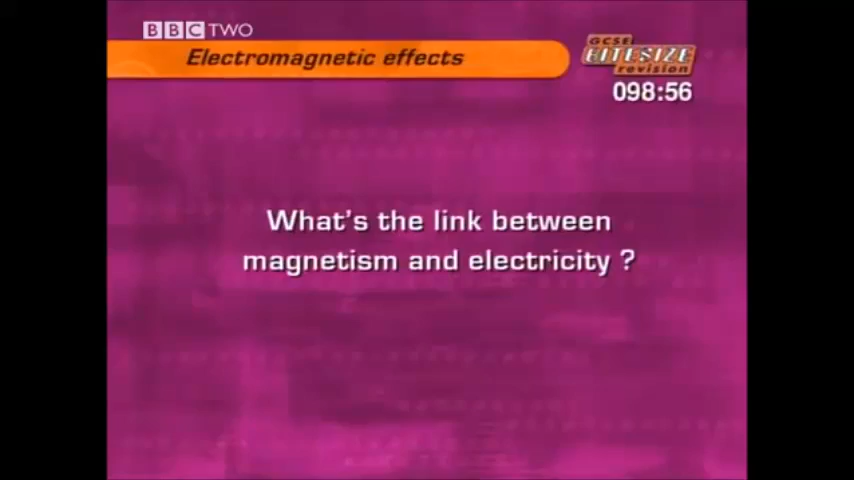 BBC TWO
Electromagnetic effects
GCSE
BITESIZE
revision
098:56
What's the link between
magnetism and electricity ?